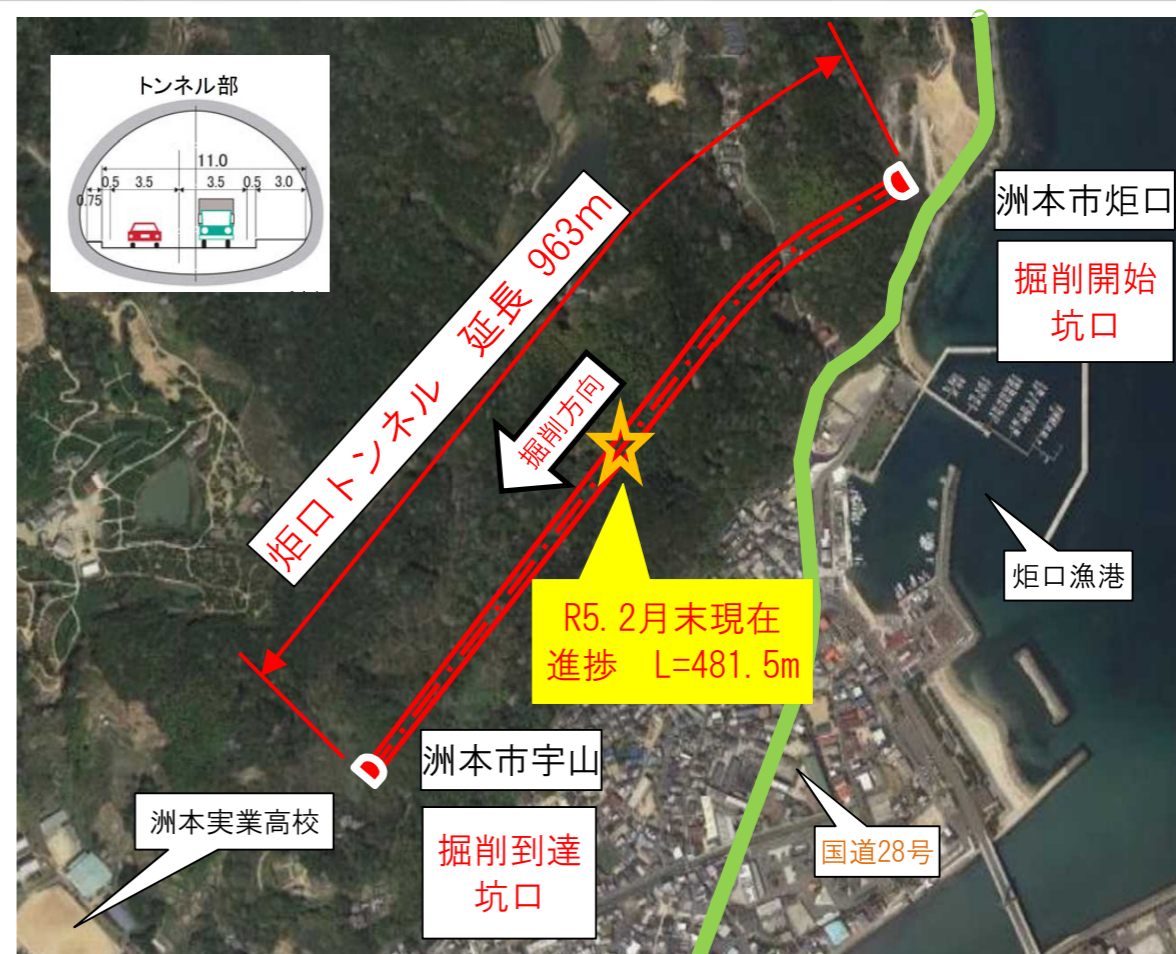 トンネル部
11.0
0.5 3.5 3.5 0.5 3.0
0.75
洲本市炬口
掘削開始
坑口
炬口トンネル 延長 963m
掘削方向
R5.2月末現在
進捗 L=481.5m
炬口漁港
洲本市宇山
掘削到達
坑口
洲本実業高校
国道28号